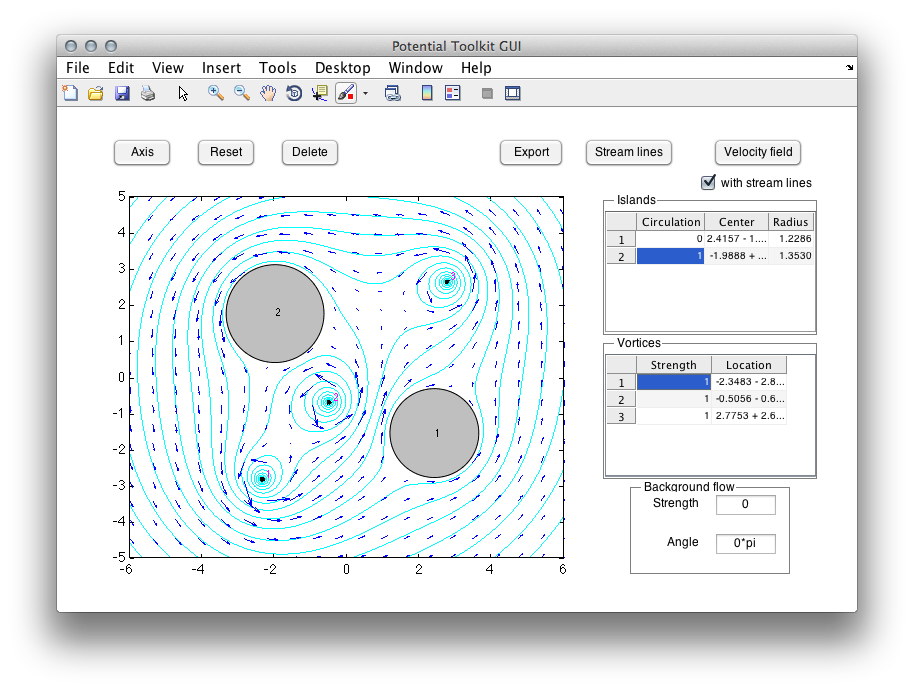 Potential Toolkit GUI
File Edit View Insert Tools Desktop Window Help
Axis Reset Delete Export Stream lines Velocity field
with stream lines
Islands
Circulation Center Radius
1 0 2.4157 - 1.... 1.2286
2 1 -1.9888 + ... 1.3530
Vortices
Strength Location
1 1 -2.3483 - 2.8...
2 1 -0.5056 - 0.6...
3 1 2.7753 + 2.6...
Background flow
Strength 0
Angle 0*pi
5
4
3
2
1
0
-1
-2
-3
-4
-5
-6 -4 -2 0 2 4 6
3
2
2
1
1